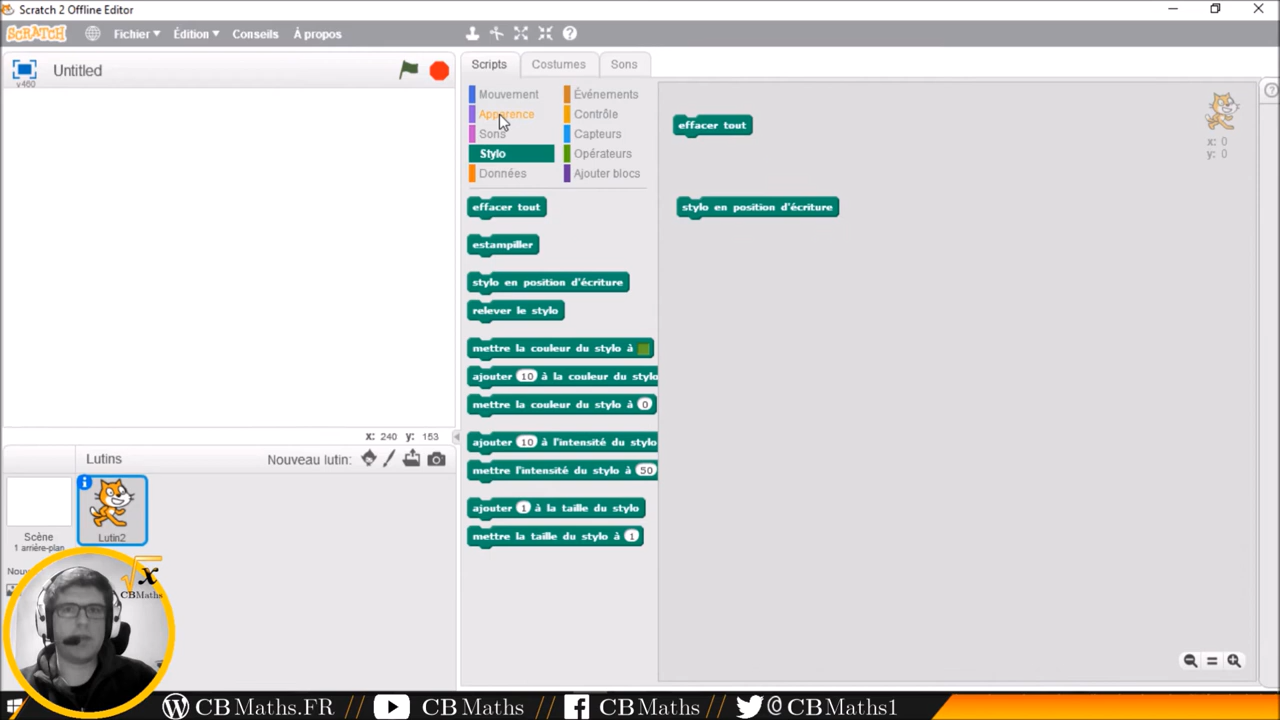 Scratch 2 Offline Editor
SCRATCH Fichier Édition Conseils À propos
v460 Untitled
Scripts Costumes Sons
Mouvement Événements
Apparence Contrôle
Sons Capteurs
Stylo Opérateurs
Données Ajouter blocs
effacer tout
estampiller
stylo en position d'écriture
relever le stylo
mettre la couleur du stylo à
ajouter 10 à la couleur du stylo
mettre la couleur du stylo à 0
ajouter 10 à l'intensité du stylo
mettre l'intensité du stylo à 50
ajouter 1 à la taille du stylo
mettre la taille du stylo à 1
effacer tout
stylo en position d'écriture
x: 0
y: 0
x: 240 y: 153
Lutins Nouveau lutin:
Scène
1 arrière-plan
Lutin2
√x
CBMaths
CBMaths.FR CBMaths CBMaths @CBMaths1